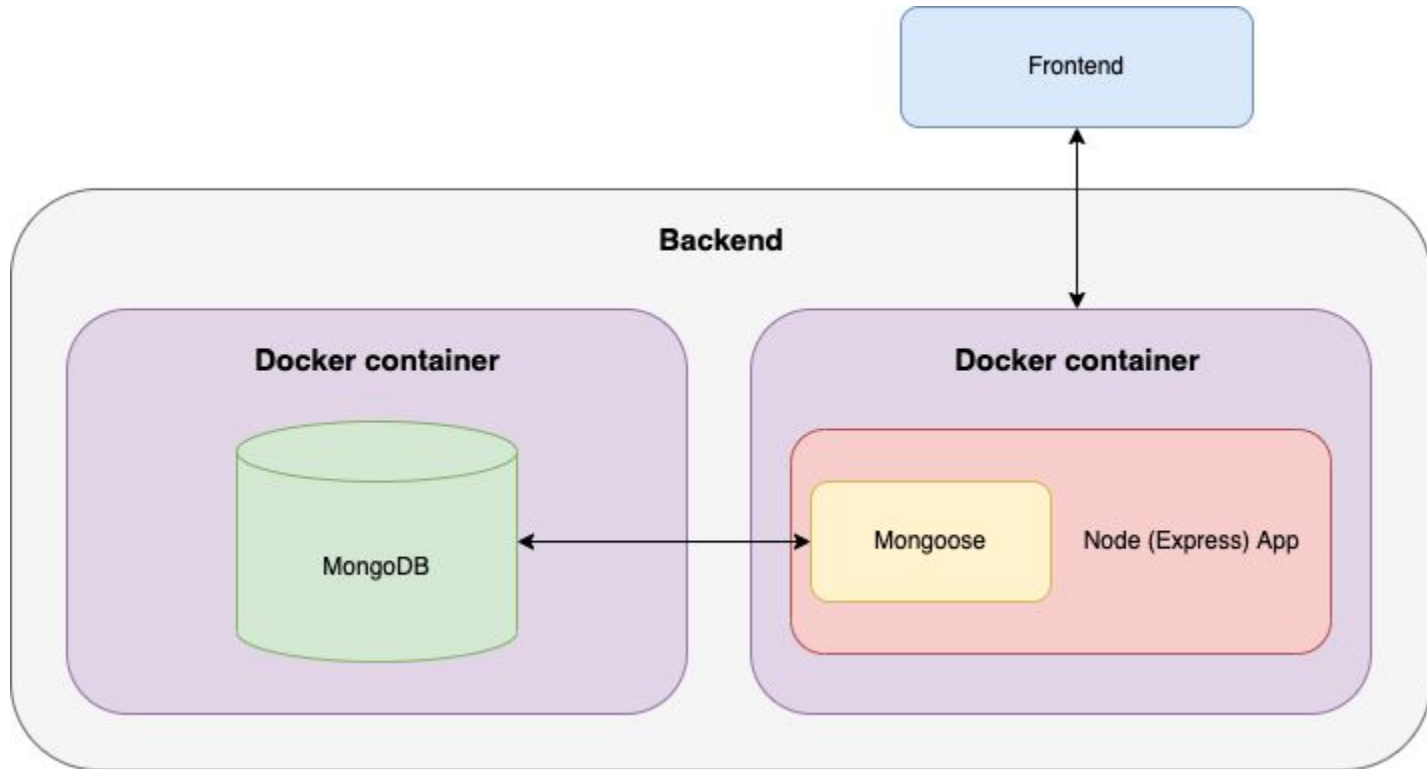 Frontend
Backend
Docker container
Docker container
MongoDB
Mongoose
Node (Express) App